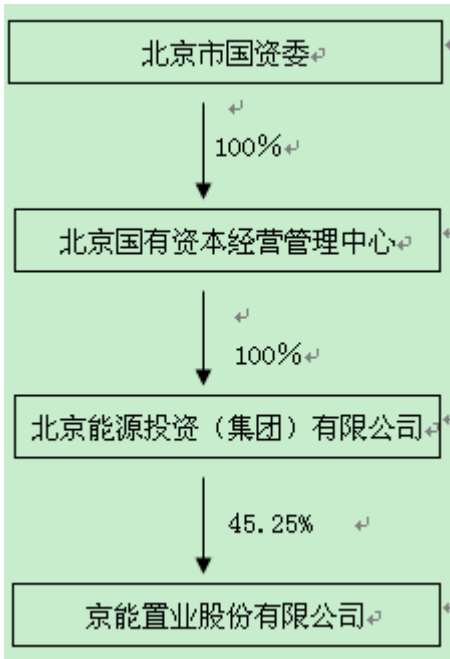 北京市国资委
100%
北京国有资本经营管理中心
100%
北京能源投资（集团）有限公司
45.25%
京能置业股份有限公司